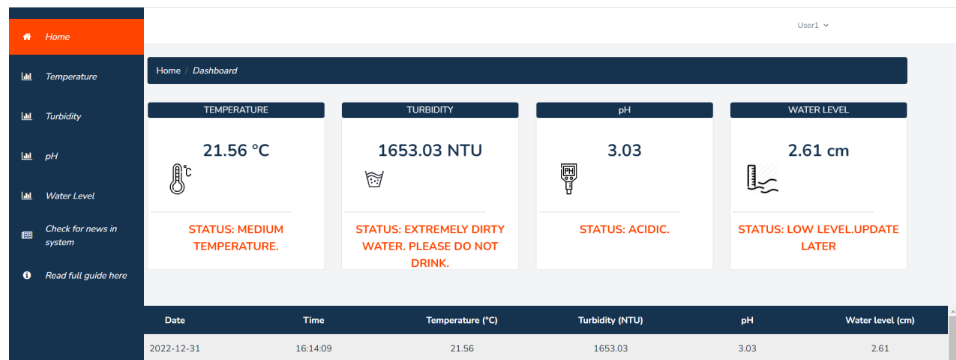 User1
Home
Temperature
Turbidity
pH
Water Level
Check for news in
system
Read full guide here
Home / Dashboard
TEMPERATURE
21.56 °C
°C
STATUS: MEDIUM
TEMPERATURE.
TURBIDITY
1653.03 NTU
STATUS: EXTREMELY DIRTY
WATER. PLEASE DO NOT
DRINK.
pH
3.03
PH
STATUS: ACIDIC.
WATER LEVEL
2.61 cm
STATUS: LOW LEVEL.UPDATE
LATER
Date Time Temperature (°C) Turbidity (NTU) pH Water level (cm)
2022-12-31 16:14:09 21.56 1653.03 3.03 2.61